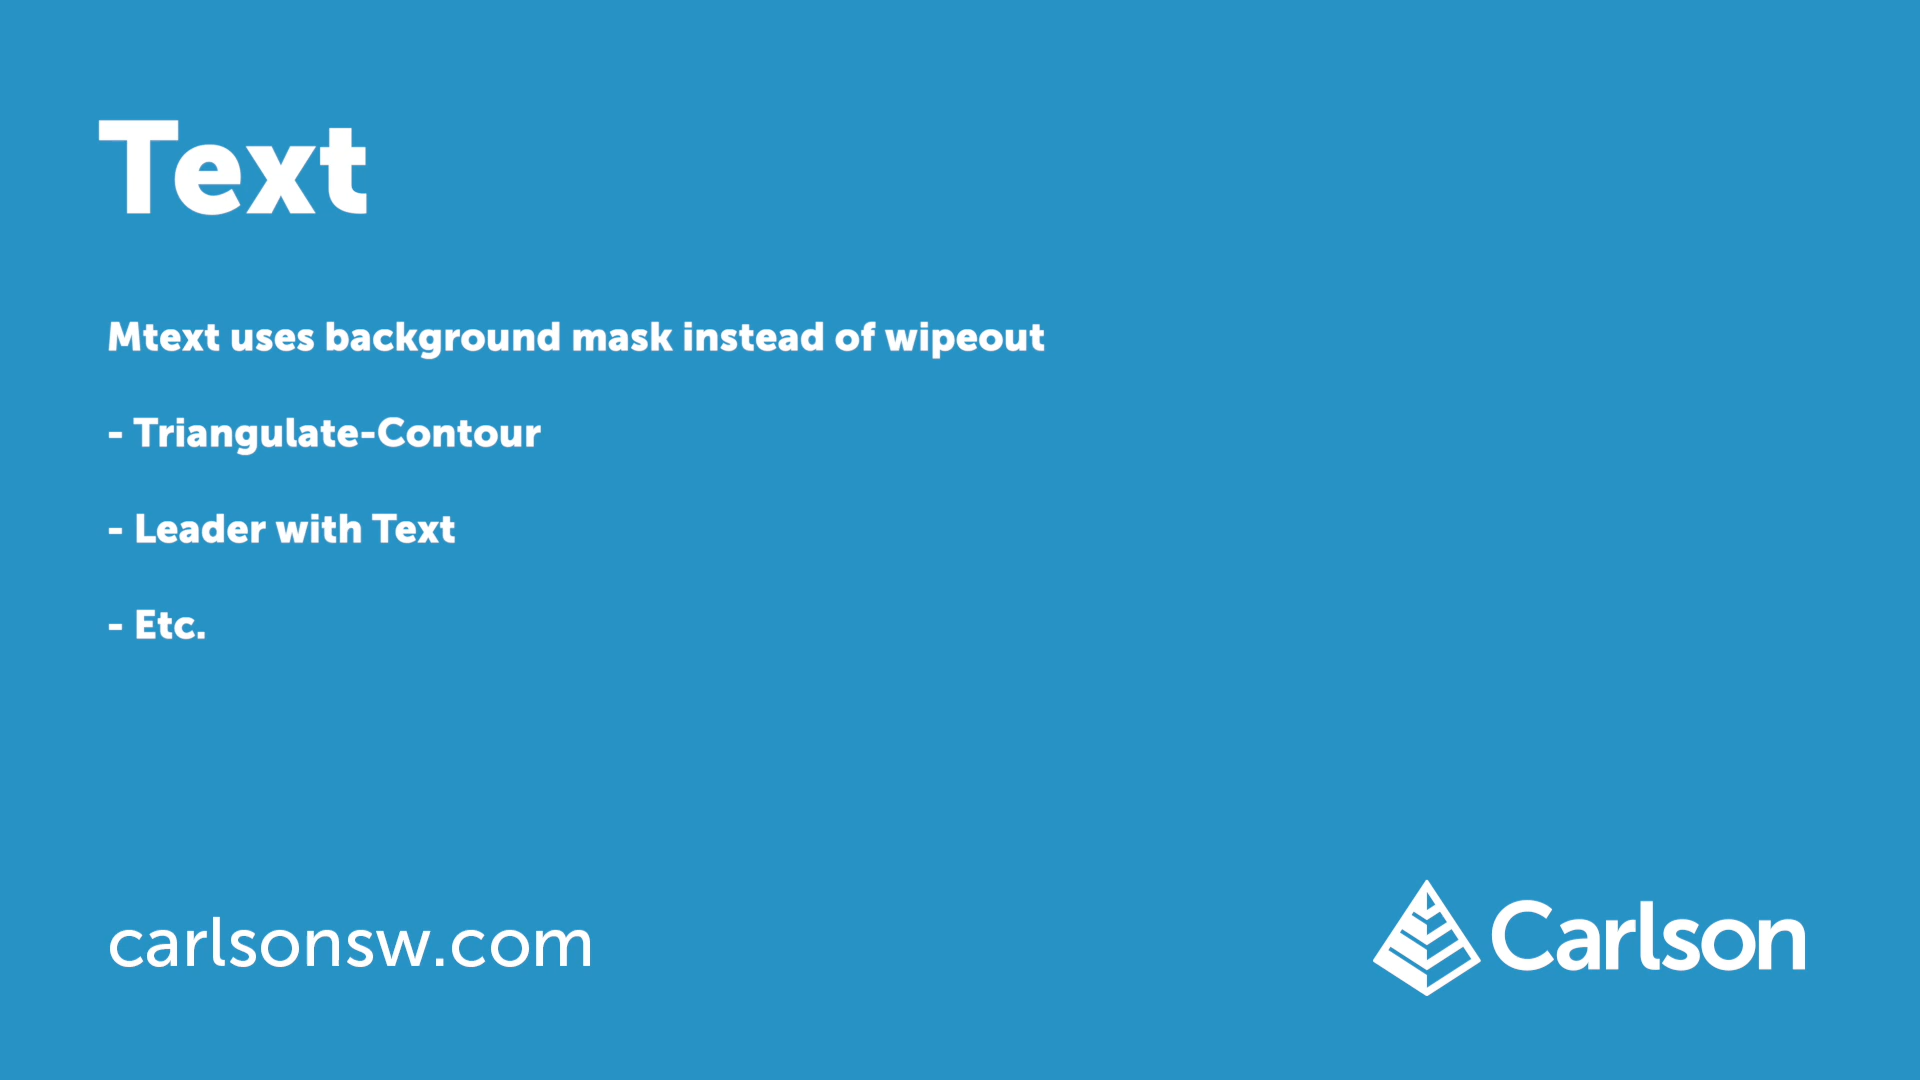 Text
Mtext uses background mask instead of wipeout
- Triangulate-Contour
- Leader with Text
- Etc.
carlsonsw.com
Carlson